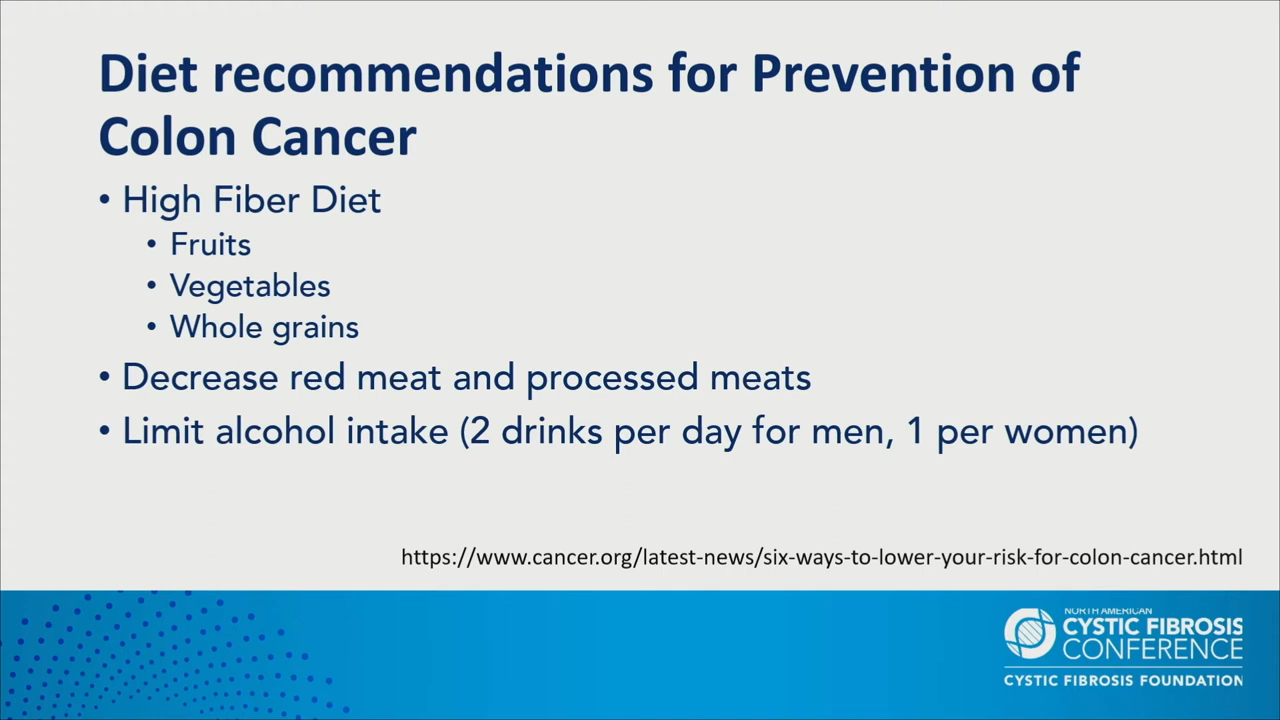 Diet recommendations for Prevention of
Colon Cancer
• High Fiber Diet
• Fruits
• Vegetables
• Whole grains
• Decrease red meat and processed meats
• Limit alcohol intake (2 drinks per day for men, 1 per women)
https://www.cancer.org/latest-news/six-ways-to-lower-your-risk-for-colon-cancer.html
NORTH AMERICAN
CYSTIC FIBROSIS
CONFERENCE
CYSTIC FIBROSIS FOUNDATION